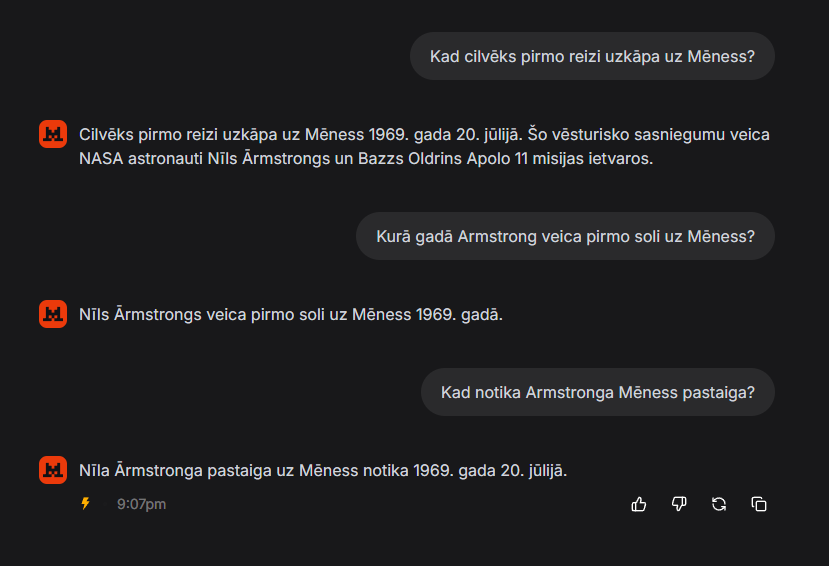 Kad cilvēks pirmo reizi uzkāpa uz Mēness?
Cilvēks pirmo reizi uzkāpa uz Mēness 1969. gada 20. jūlijā. Šo vēsturisko sasniegumu veica
NASA astronauti Nīls Ārmstrongs un Bazzs Oldrins Apolo 11 misijas ietvaros.
Kurā gadā Armstrong veica pirmo soli uz Mēness?
Nīls Ārmstrongs veica pirmo soli uz Mēness 1969. gadā.
Kad notika Armstronga Mēness pastaiga?
Nīla Ārmstronga pastaiga uz Mēness notika 1969. gada 20. jūlijā.
9:07pm